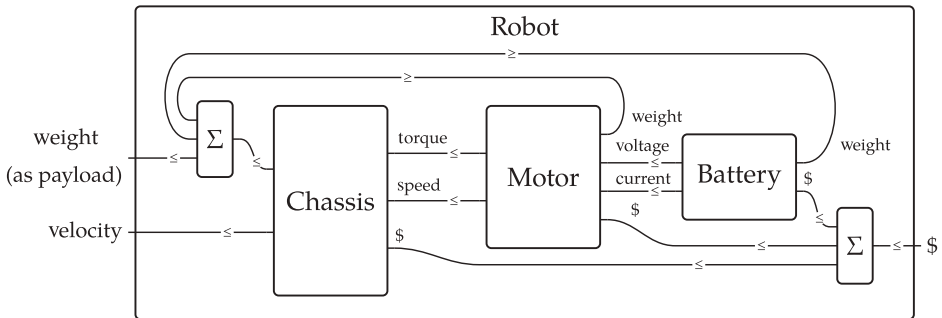 Robot
≥
≥
weight
(as payload)
≤
Σ
≤
velocity
≤
Chassis
torque
≤
speed
≤
$
≤
Motor
weight
voltage
≤
current
≤
$
≤
Battery
weight
$
≤
Σ
≤
$